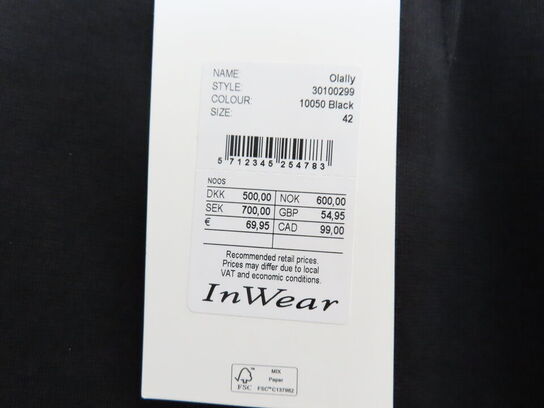 NAME: Olally
STYLE: 30100299
COLOUR: 10050 Black
SIZE: 42
5 712345 254783
NOOS
DKK 500,00 NOK 600,00
SEK 700,00 GBP 54,95
€ 69,95 CAD 99,00
Recommended retail prices.
Prices may differ due to local
VAT and economic conditions.
InWear
FSC
MIX
Paper
FSC™ C137962